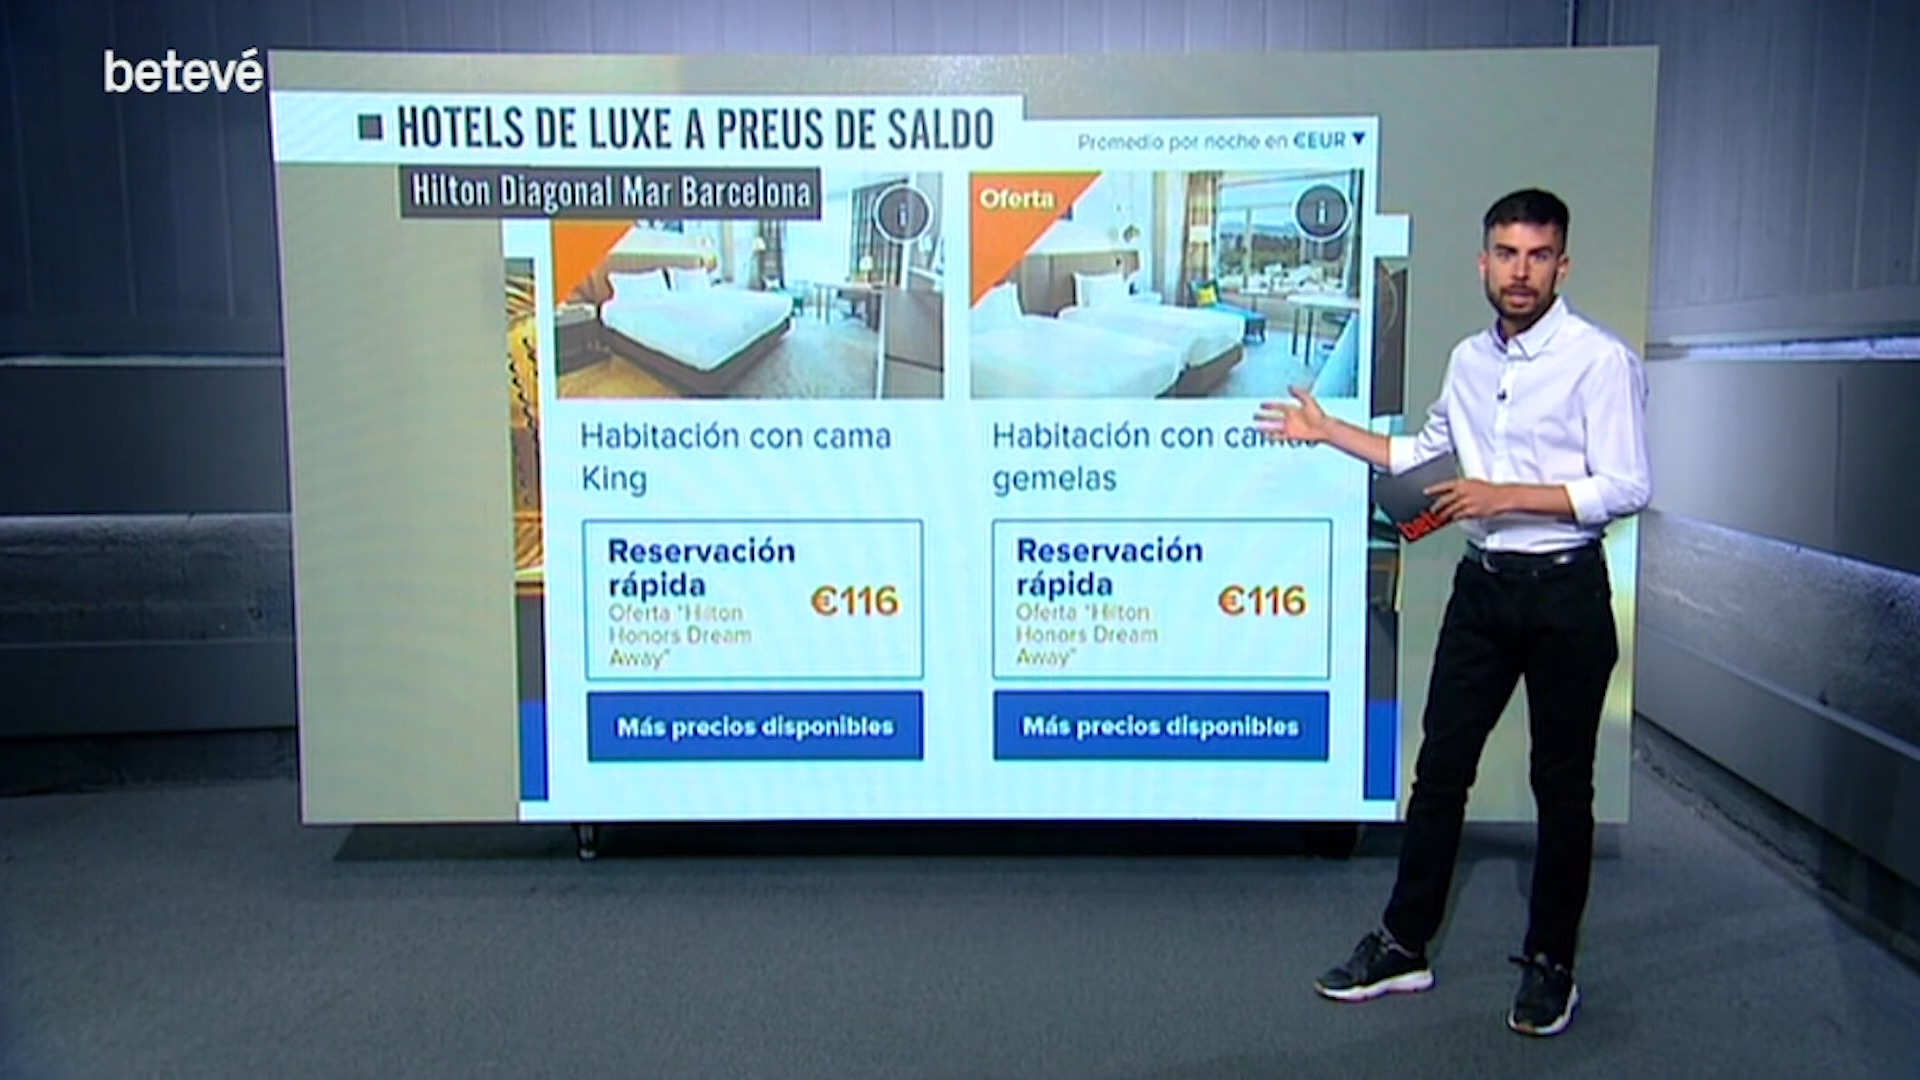 betevé
HOTELS DE LUXE A PREUS DE SALDO
Promedio por noche en €EUR
Hilton Diagonal Mar Barcelona
Oferta
Habitación con cama
King
Reservación
rápida
€116
Oferta "Hilton
Honors Dream
Away"
Más precios disponibles
Habitación con camas
gemelas
Reservación
rápida
€116
Oferta "Hilton
Honors Dream
Away"
Más precios disponibles
bet